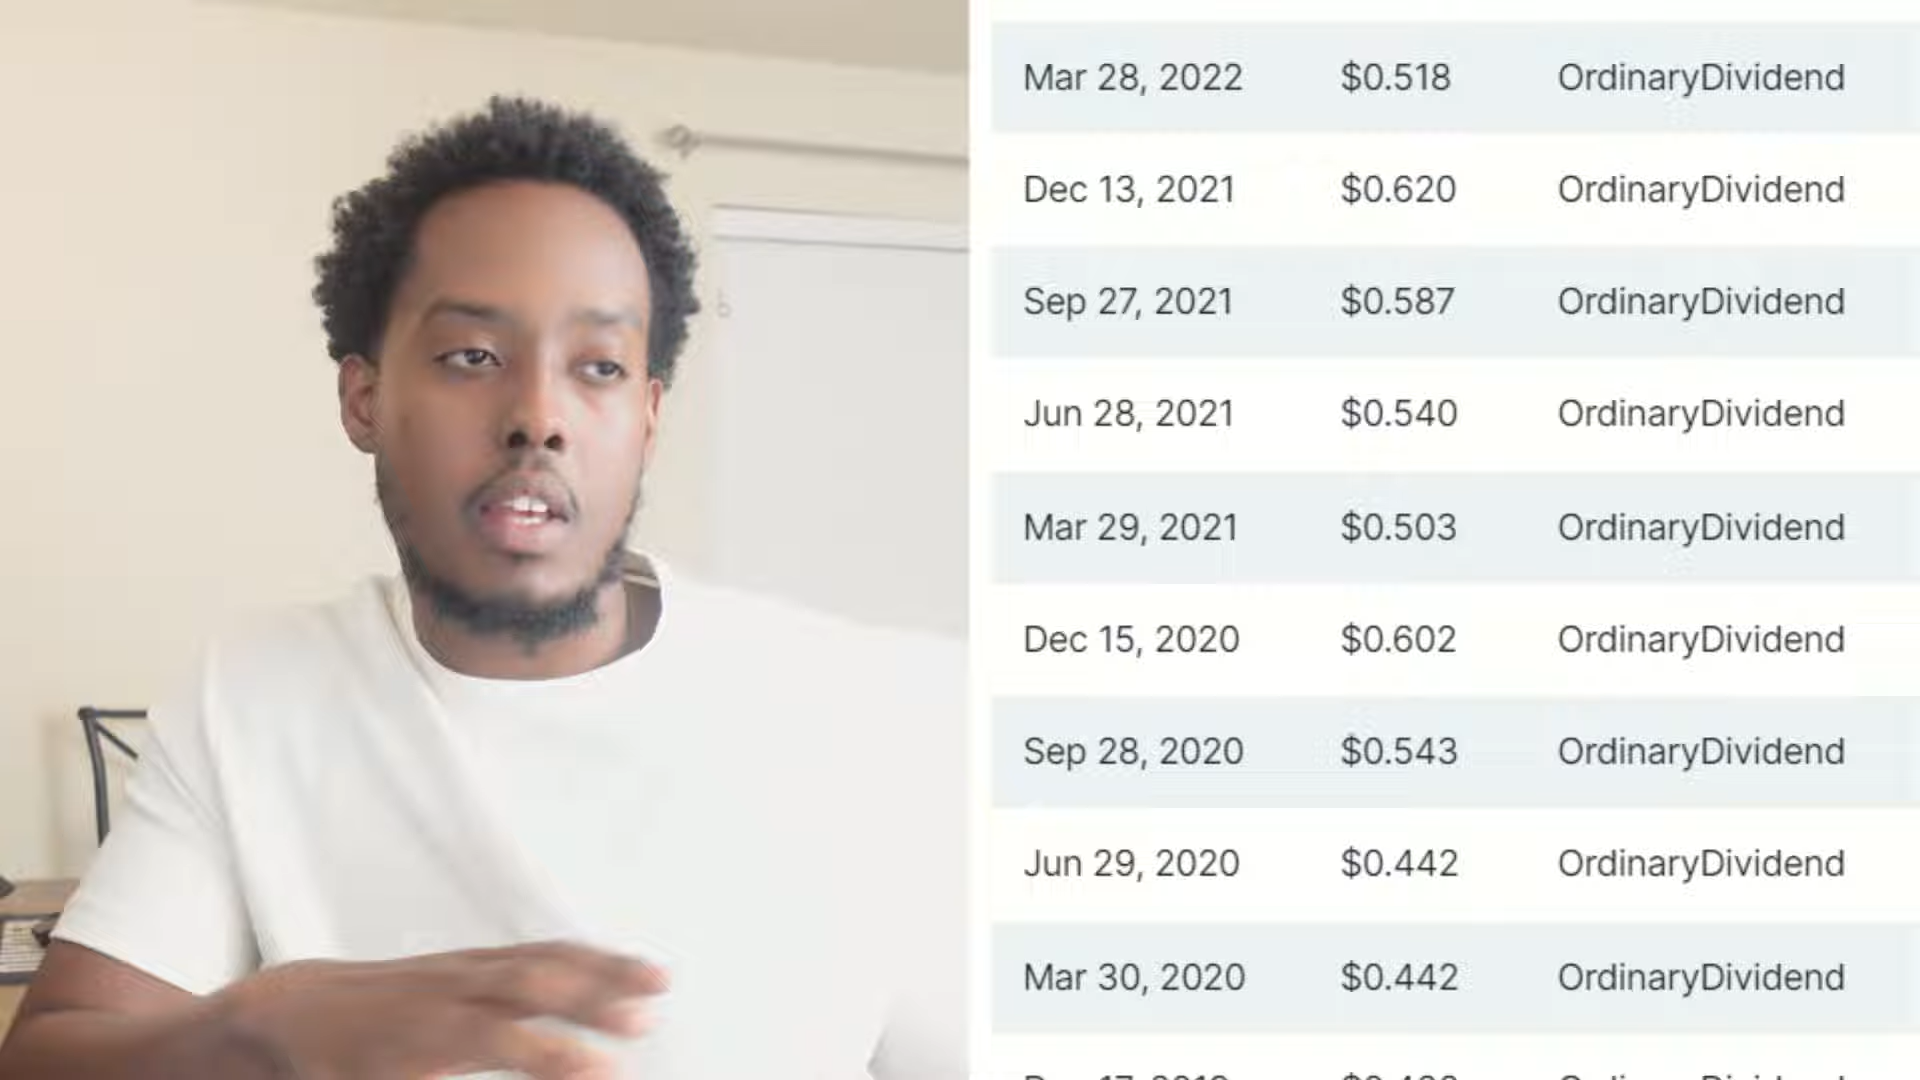 Mar 28, 2022 $0.518 OrdinaryDividend
Dec 13, 2021 $0.620 OrdinaryDividend
Sep 27, 2021 $0.587 OrdinaryDividend
Jun 28, 2021 $0.540 OrdinaryDividend
Mar 29, 2021 $0.503 OrdinaryDividend
Dec 15, 2020 $0.602 OrdinaryDividend
Sep 28, 2020 $0.543 OrdinaryDividend
Jun 29, 2020 $0.442 OrdinaryDividend
Mar 30, 2020 $0.442 OrdinaryDividend